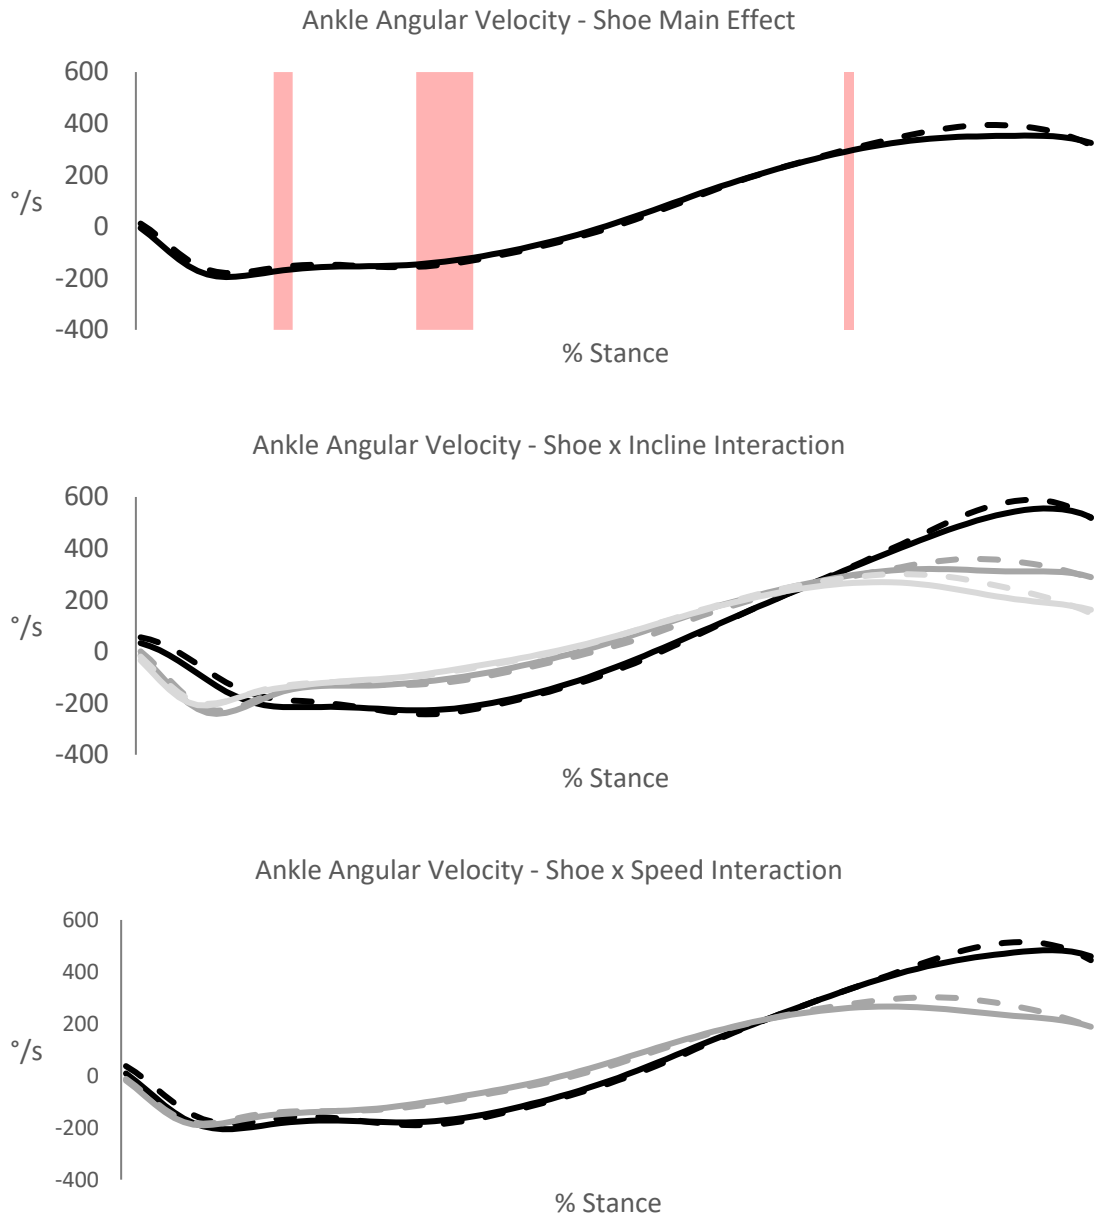 Ankle Angular Velocity - Shoe Main Effect
600
400
200
0
-200
-400
°/s
% Stance
Ankle Angular Velocity - Shoe x Incline Interaction
600
400
200
0
-200
-400
°/s
% Stance
Ankle Angular Velocity - Shoe x Speed Interaction
600
400
200
0
-200
-400
°/s
% Stance